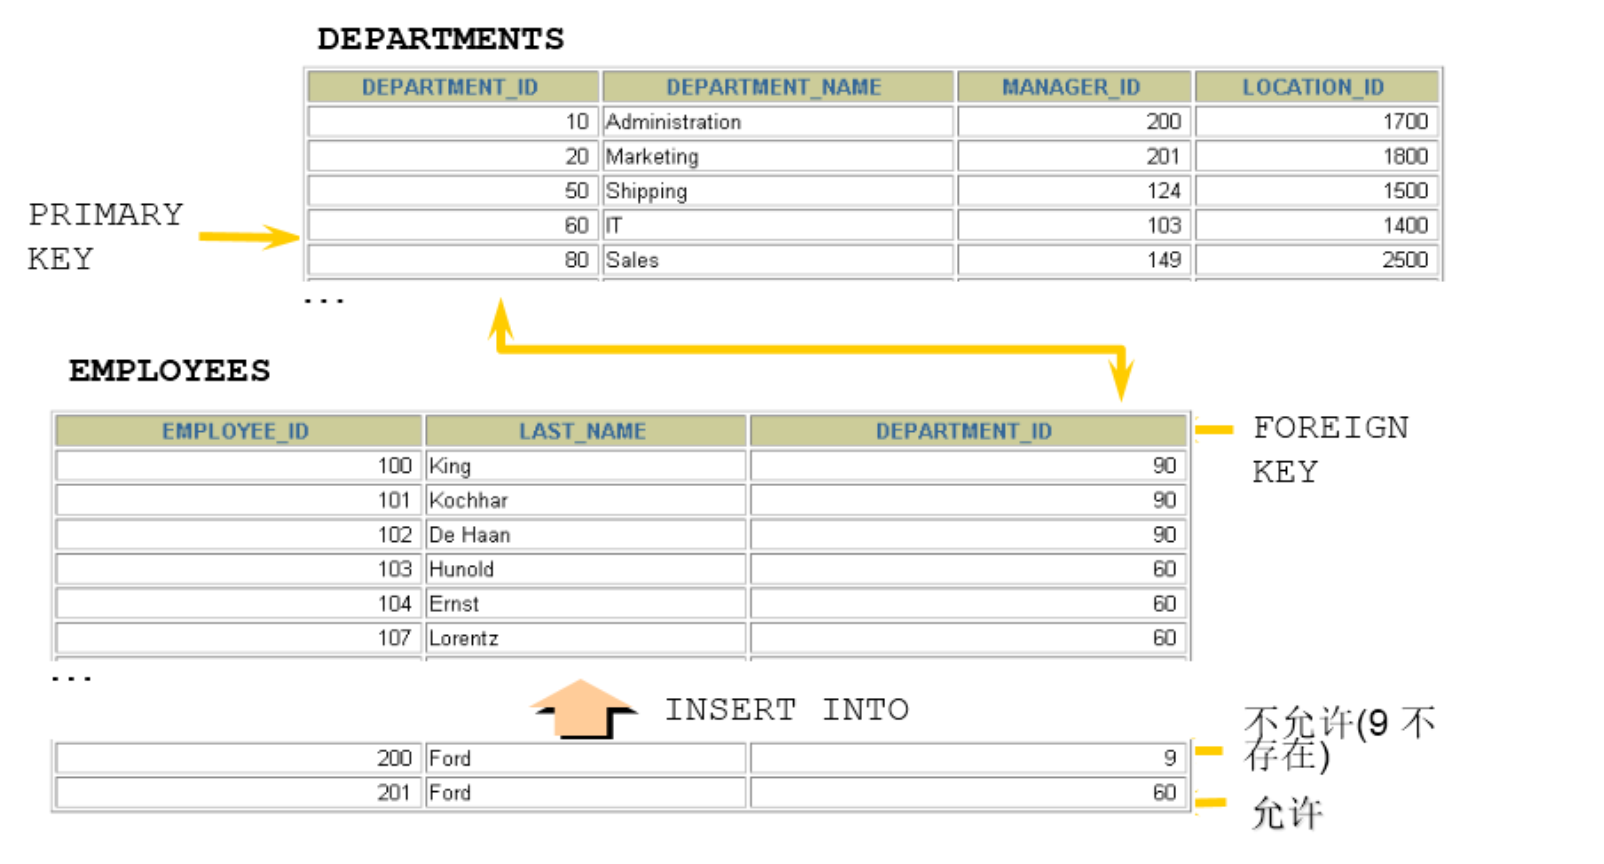 DEPARTMENTS
DEPARTMENT_ID DEPARTMENT_NAME MANAGER_ID LOCATION_ID
10 Administration 200 1700
20 Marketing 201 1800
50 Shipping 124 1500
60 IT 103 1400
80 Sales 149 2500
...
PRIMARY
KEY
EMPLOYEES
EMPLOYEE_ID LAST_NAME DEPARTMENT_ID
100 King 90
101 Kochhar 90
102 De Haan 90
103 Hunold 60
104 Ernst 60
107 Lorentz 60
...
FOREIGN
KEY
INSERT INTO
200 Ford 9
201 Ford 60
不允许(9 不
存在)
允许